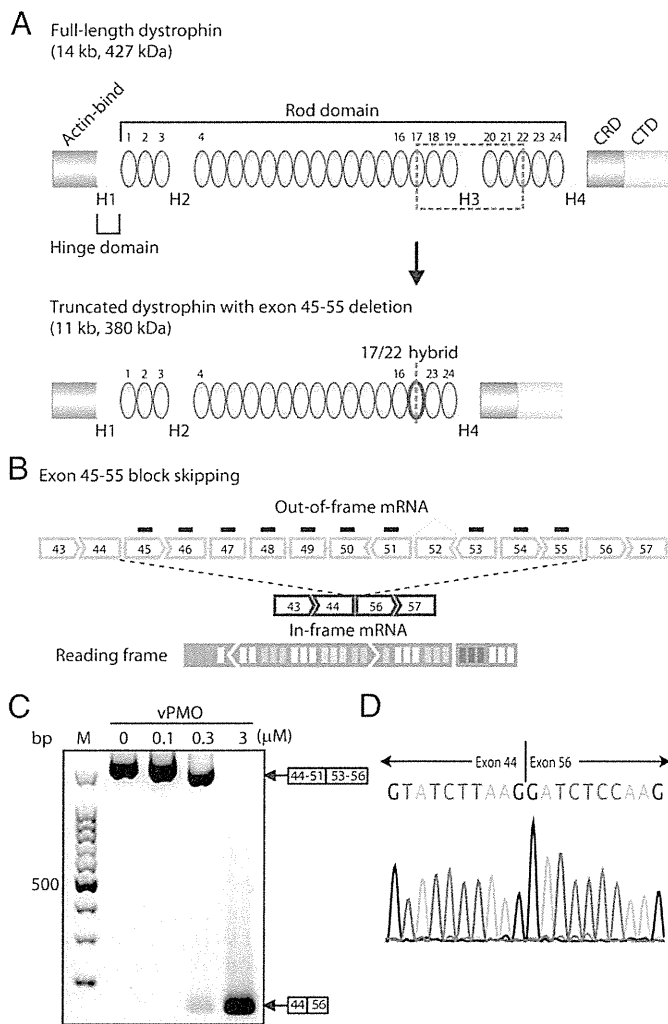 A
Full-length dystrophin
(14 kb, 427 kDa)
Actin-bind
Rod domain
CRD
CTD
1 2 3 4 16 17 18 19 20 21 22 23 24
H1 H2 H3 H4
Hinge domain
Truncated dystrophin with exon 45-55 deletion
(11 kb, 380 kDa)
17/22 hybrid
1 2 3 4 16 23 24
H1 H2 H4
B
Exon 45-55 block skipping
Out-of-frame mRNA
43 44 45 46 47 48 49 50 51 52 53 54 55 56 57
43 44 56 57
In-frame mRNA
Reading frame
C
vPMO
bp M 0 0.1 0.3 3 (μM)
44-51 53-56
500
44 56
D
Exon 44 Exon 56
GTATCTTAAGGATCTCCAAG